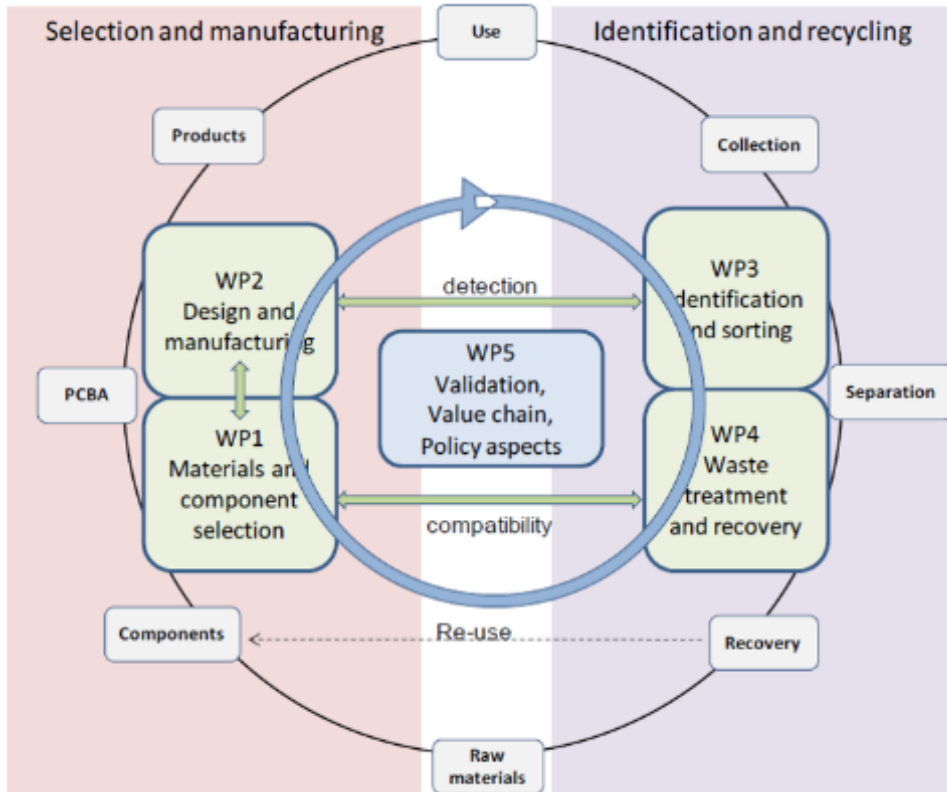 Selection and manufacturing
Use
Identification and recycling
Products
Collection
WP2
Design and
manufacturing
detection
WP3
Identification
and sorting
WP5
Validation,
Value chain,
Policy aspects
PCBA
Separation
WP1
Materials and
component
selection
WP4
Waste
treatment
and recovery
compatibility
Components
Re-use
Recovery
Raw
materials